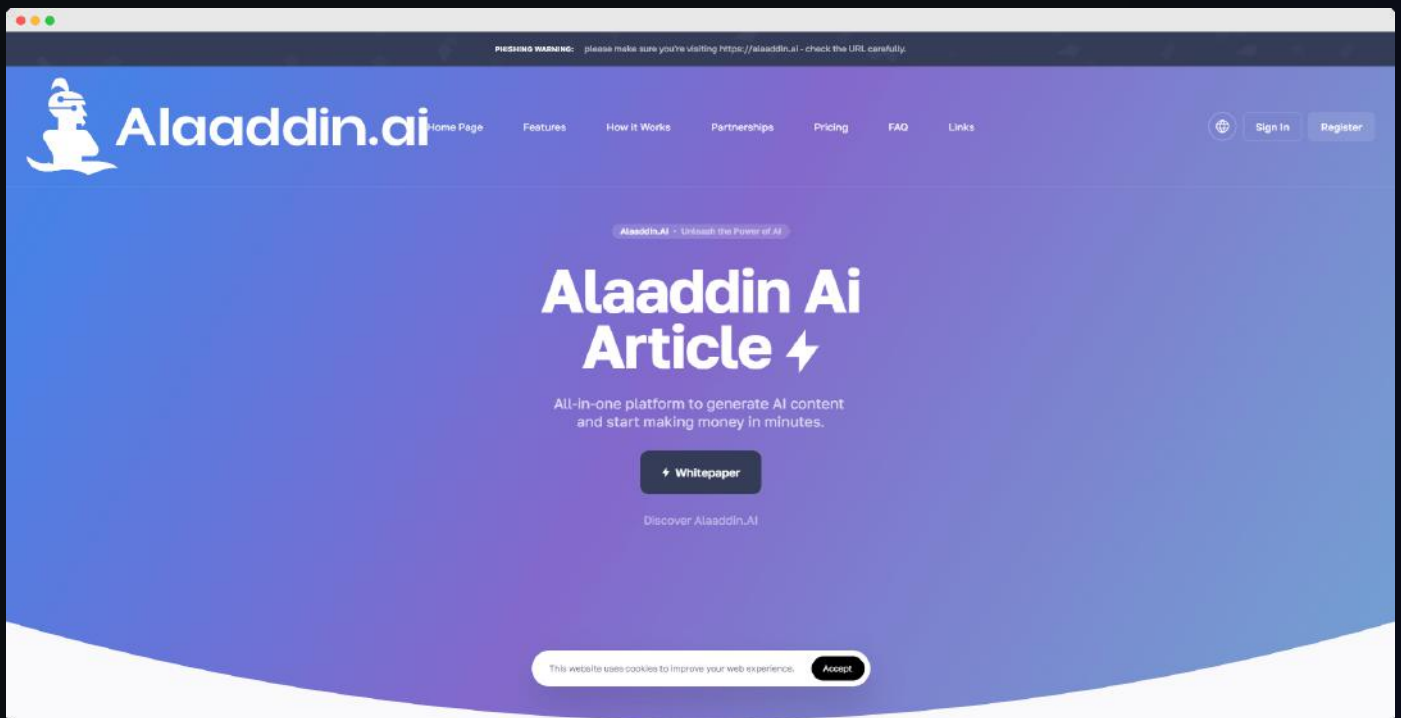 PHISHING WARNING: please make sure you're visiting https://alaaddin.ai - check the URL carefully.
Alaaddin.ai
Home Page Features How it Works Partnerships Pricing FAQ Links Sign In Register
Alaaddin.AI - Unleash the Power of AI
Alaaddin Ai
Article
All-in-one platform to generate AI content
and start making money in minutes.
Whitepaper
Discover Alaaddin.AI
This website uses cookies to improve your web experience. Accept